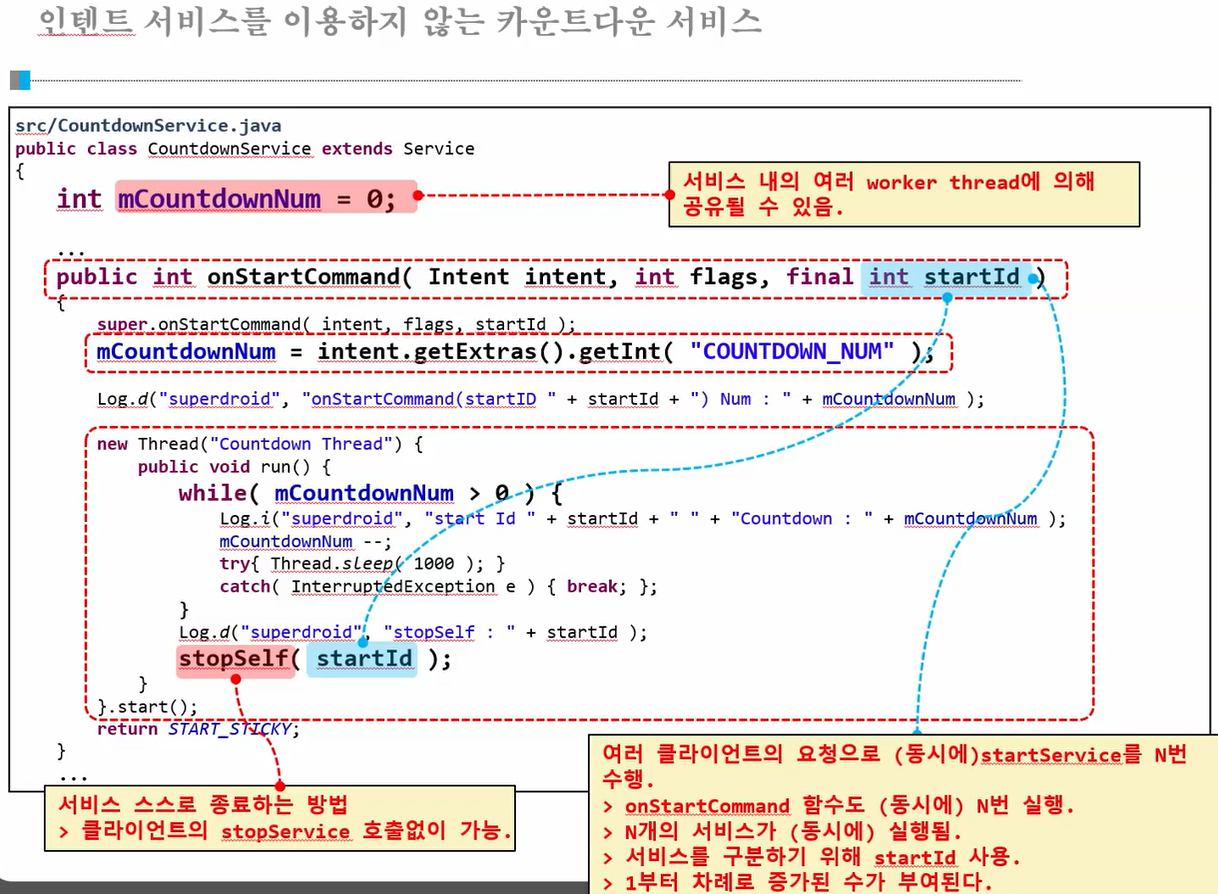 인텐트 서비스를 이용하지 않는 카운트다운 서비스
src/CountdownService.java
public class CountdownService extends Service
{
int mCountdownNum = 0;
서비스 내의 여러 worker thread에 의해
공유될 수 있음.
...
public int onStartCommand( Intent intent, int flags, final int startId )
{
super.onStartCommand( intent, flags, startId );
mCountdownNum = intent.getExtras().getInt( "COUNTDOWN_NUM" );
Log.d("superdroid", "onStartCommand(startID " + startId + ") Num : " + mCountdownNum );
new Thread("Countdown Thread") {
public void run() {
while( mCountdownNum > 0 ) {
Log.i("superdroid", "start Id " + startId + " " + "Countdown : " + mCountdownNum );
mCountdownNum --;
try{ Thread.sleep( 1000 ); }
catch( InterruptedException e ) { break; };
}
Log.d("superdroid", "stopSelf : " + startId );
stopSelf( startId );
}
}.start();
return START_STICKY;
}
...
서비스 스스로 종료하는 방법
> 클라이언트의 stopService 호출없이 가능.
여러 클라이언트의 요청으로 (동시에)startService를 N번
수행.
> onStartCommand 함수도 (동시에) N번 실행.
> N개의 서비스가 (동시에) 실행됨.
> 서비스를 구분하기 위해 startId 사용.
> 1부터 차례로 증가된 수가 부여된다.